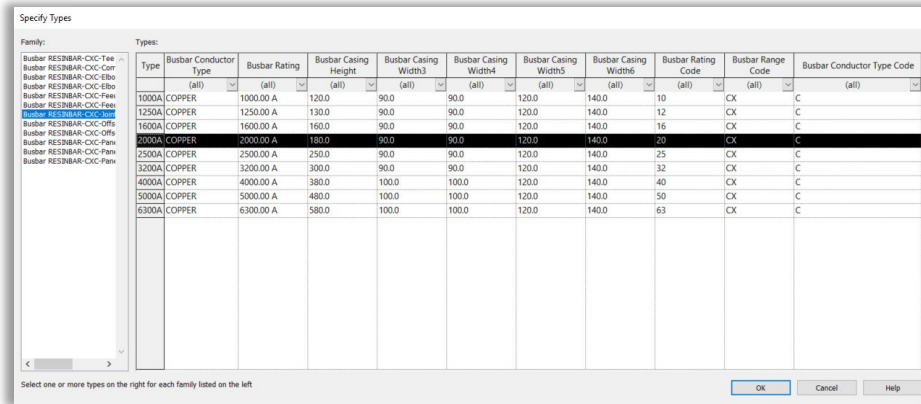 Specify Types
Family:
Types:
Busbar RESINBAR-CXC-Tee
Busbar RESINBAR-CXC-Com
Busbar RESINBAR-CXC-Elbo
Busbar RESINBAR-CXC-Elbo
Busbar RESINBAR-CXC-Feed
Busbar RESINBAR-CXC-Feed
Busbar RESINBAR-CXC-Joint
Busbar RESINBAR-CXC-Offs
Busbar RESINBAR-CXC-Offs
Busbar RESINBAR-CXC-Pane
Busbar RESINBAR-CXC-Pane
Busbar RESINBAR-CXC-Pane
Type Busbar Conductor Type Busbar Rating Busbar Casing Height Busbar Casing Width3 Busbar Casing Width4 Busbar Casing Width5 Busbar Casing Width6 Busbar Rating Code Busbar Range Code Busbar Conductor Type Code
(all) (all) (all) (all) (all) (all) (all) (all) (all) (all)
1000A COPPER 1000.00 A 120.0 90.0 90.0 120.0 140.0 10 CX C
1250A COPPER 1250.00 A 130.0 90.0 90.0 120.0 140.0 12 CX C
1600A COPPER 1600.00 A 160.0 90.0 90.0 120.0 140.0 16 CX C
2000A COPPER 2000.00 A 180.0 90.0 90.0 120.0 140.0 20 CX C
2500A COPPER 2500.00 A 250.0 90.0 90.0 120.0 140.0 25 CX C
3200A COPPER 3200.00 A 300.0 90.0 90.0 120.0 140.0 32 CX C
4000A COPPER 4000.00 A 380.0 100.0 100.0 120.0 140.0 40 CX C
5000A COPPER 5000.00 A 480.0 100.0 100.0 120.0 140.0 50 CX C
6300A COPPER 6300.00 A 580.0 100.0 100.0 120.0 140.0 63 CX C
Select one or more types on the right for each family listed on the left
OK Cancel Help